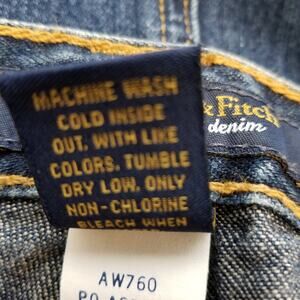 MACHINE WASH
COLD INSIDE
OUT, WITH LIKE
COLORS. TUMBLE
DRY LOW. ONLY
NON-CHLORINE
BLEACH WHEN
& Fitch
denim
AW760